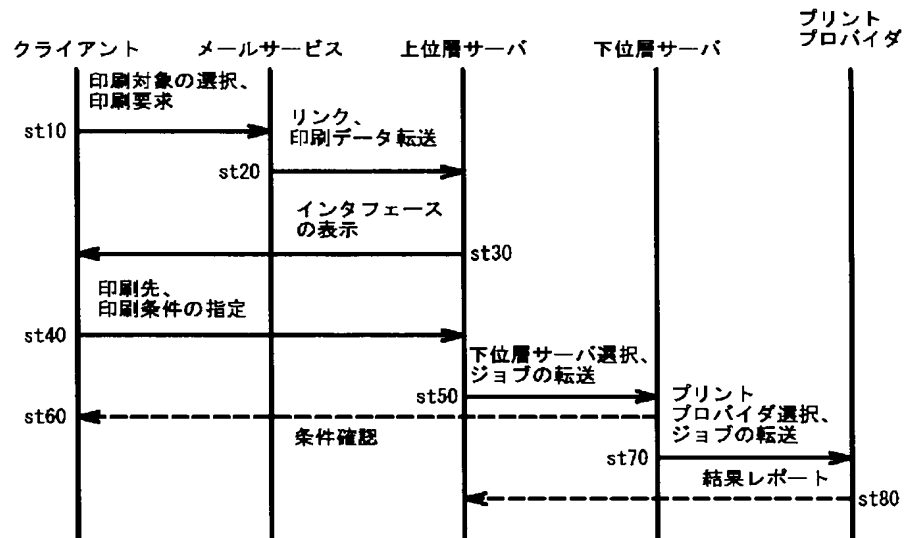 プリント
プロバイダ
クライアント
メールサービス
上位層サーバ
下位層サーバ
印刷対象の選択、
印刷要求
st10
リンク、
印刷データ転送
st20
インタフェース
の表示
st30
印刷先、
印刷条件の指定
st40
下位層サーバ選択、
ジョブの転送
st50
st60
条件確認
プリント
プロバイダ選択、
ジョブの転送
st70
結果レポート
st80